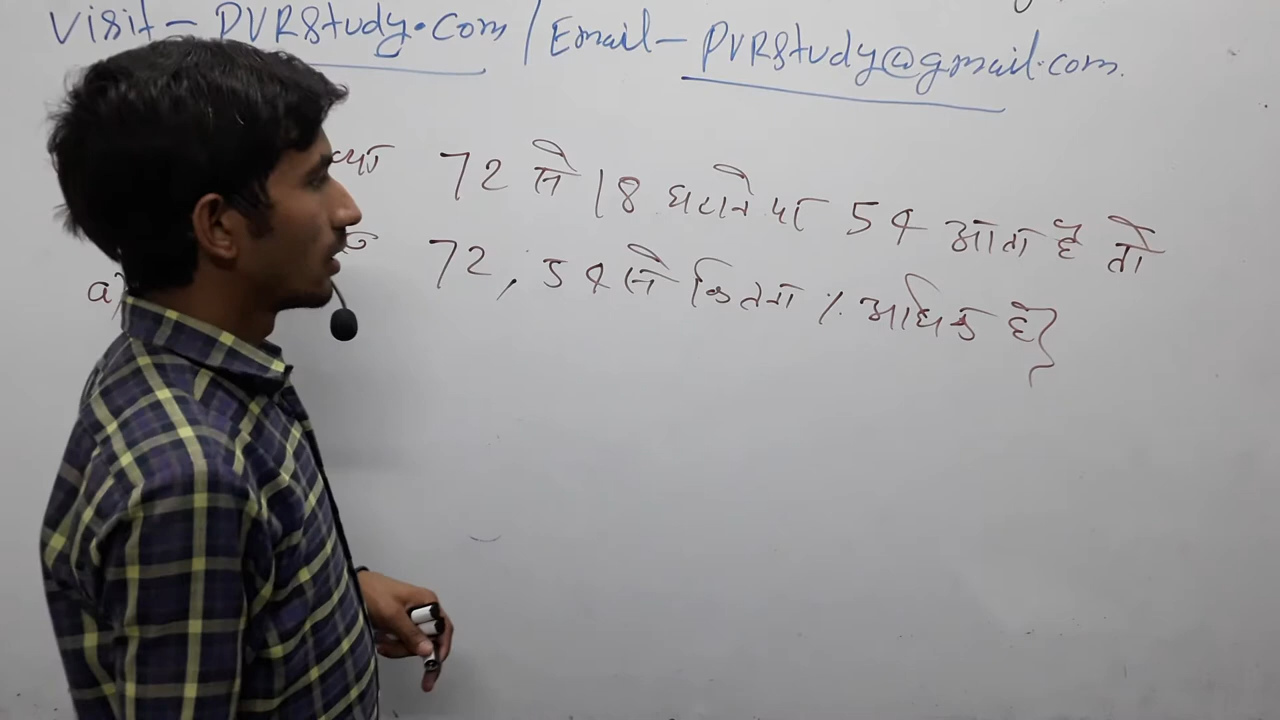 Visit - PVRStudy.Com / Email - PVRStudy@gmail.com
72 से 18 घटाने पर 54 आता है तो
72, 54 से कितना % अधिक है}
a)